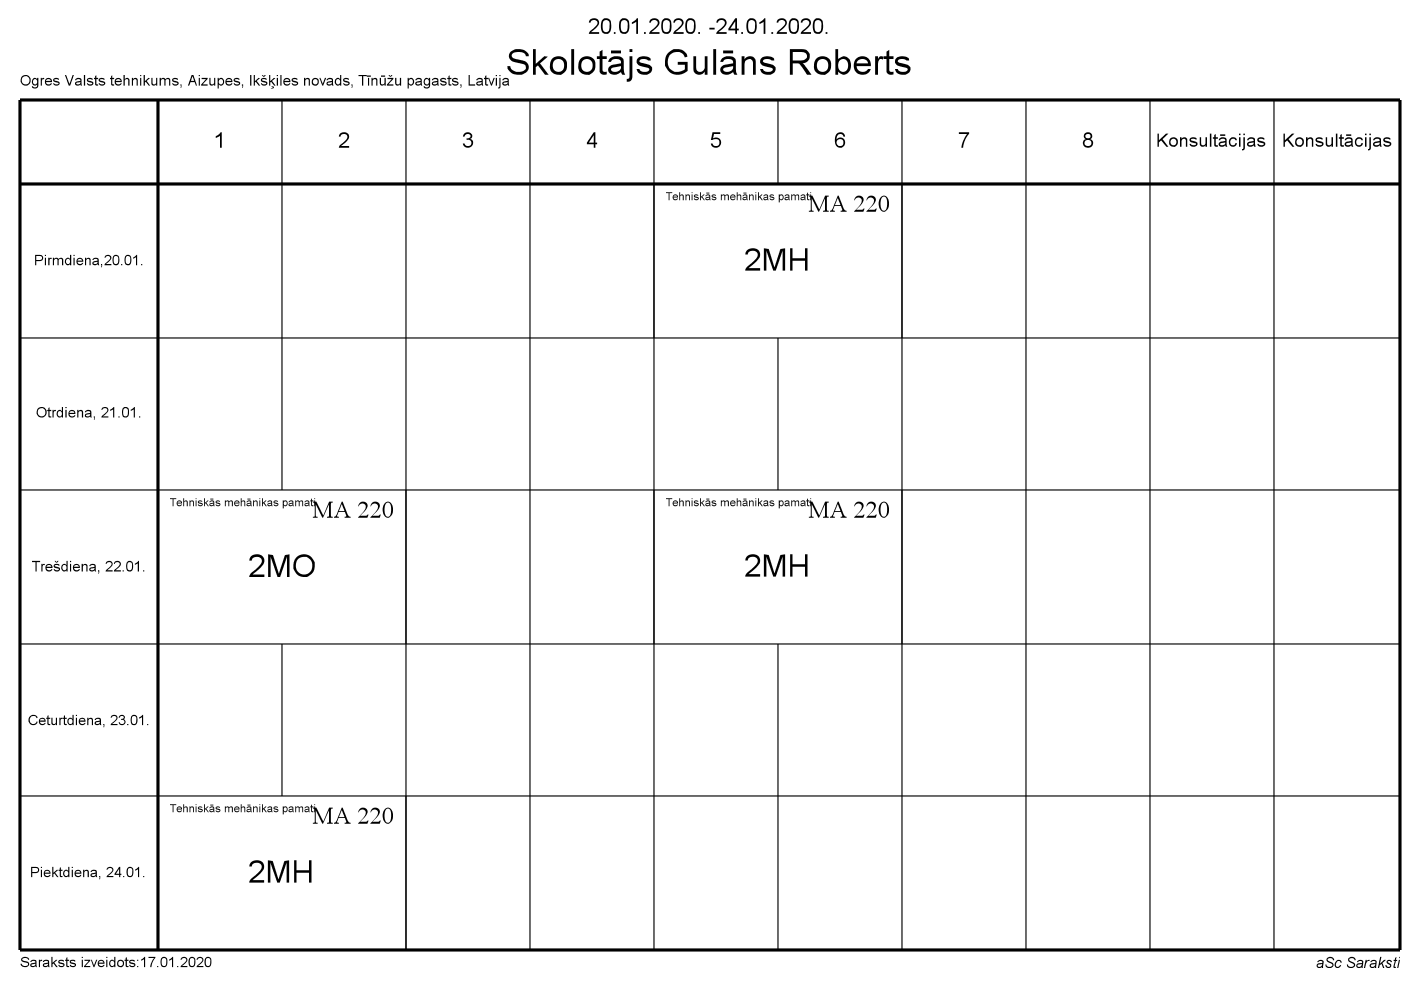 20.01.2020. -24.01.2020.
Skolotājs Gulāns Roberts
Ogres Valsts tehnikums, Aizupes, Ikšķiles novads, Tīnūžu pagasts, Latvija
1 2 3 4 5 6 7 8 Konsultācijas Konsultācijas
Tehniskās mehānikas pamati MA 220
Pirmdiena,20.01. 2MH
Otrdiena, 21.01.
Tehniskās mehānikas pamati MA 220 Tehniskās mehānikas pamati MA 220
Trešdiena, 22.01. 2MO 2MH
Ceturtdiena, 23.01.
Tehniskās mehānikas pamati MA 220
Piektdiena, 24.01. 2MH
Saraksts izveidots:17.01.2020 aSc Saraksti